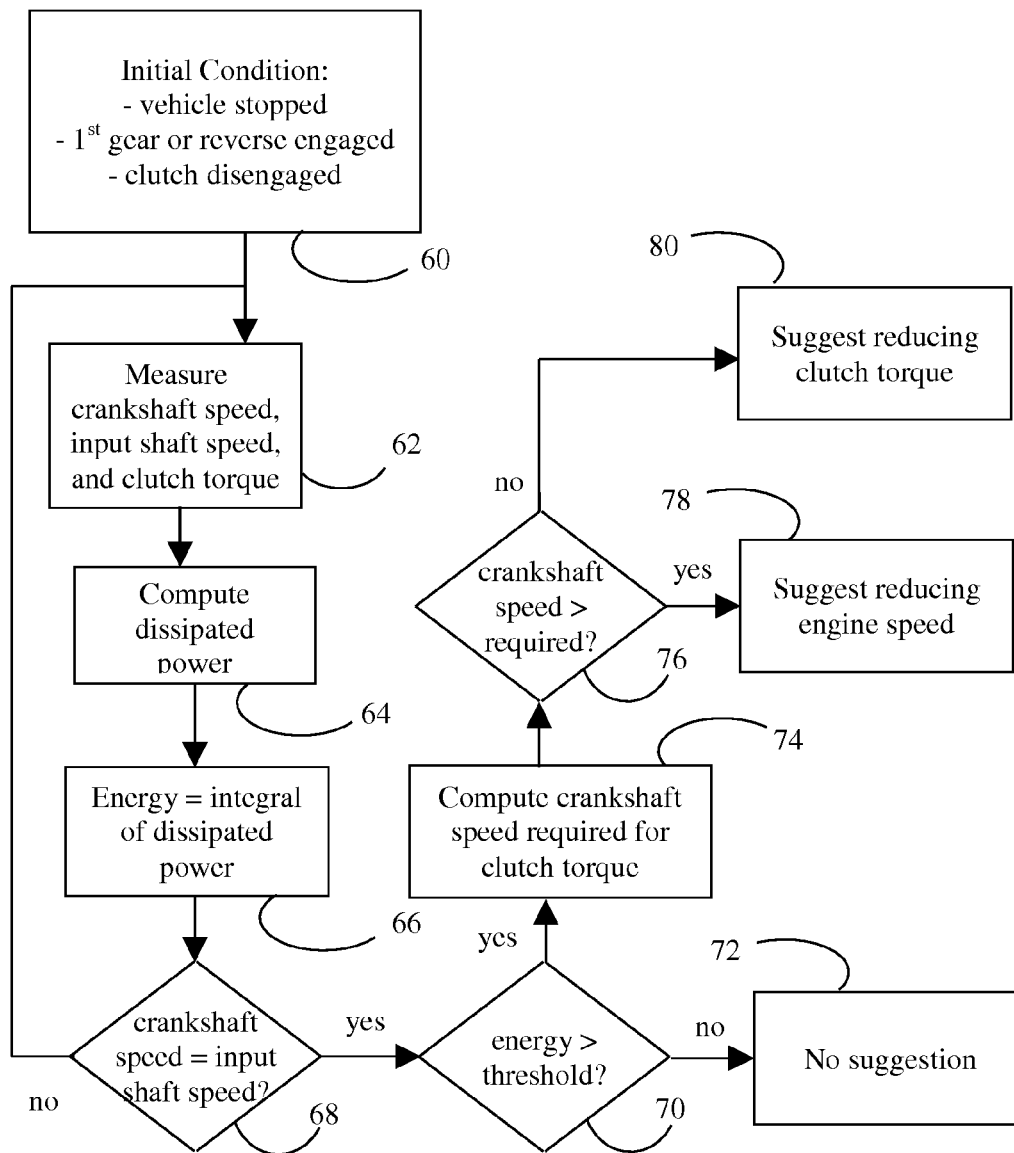 Initial Condition:
- vehicle stopped
- 1st gear or reverse engaged
- clutch disengaged
60
Measure
crankshaft speed,
input shaft speed,
and clutch torque
62
Compute
dissipated
power
64
Energy = integral
of dissipated
power
66
crankshaft
speed = input
shaft speed?
68
no
yes
energy >
threshold?
70
no
72
No suggestion
yes
Compute crankshaft
speed required for
clutch torque
74
crankshaft
speed >
required?
76
yes
78
Suggest reducing
engine speed
no
80
Suggest reducing
clutch torque